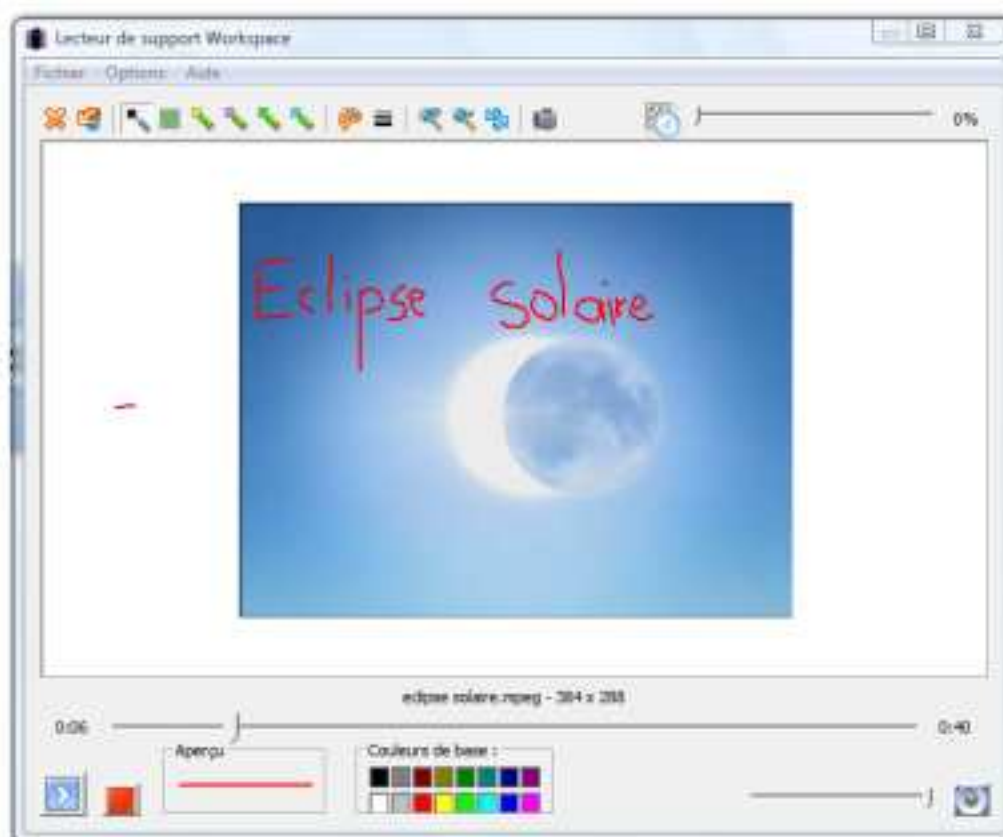 Lecteur de support Workspace
Fichier Options Aide
0%
Eclipse solaire
eclipse solaire.mpeg - 384 x 288
0:06 0:40
Aperçu Couleurs de base :